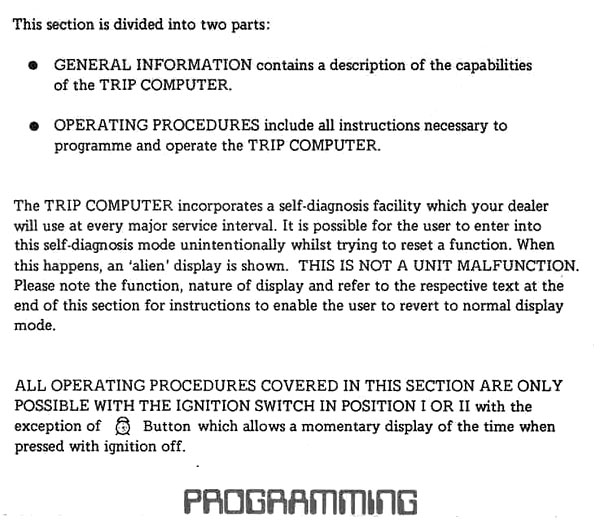 This section is divided into two parts:
● GENERAL INFORMATION contains a description of the capabilities
of the TRIP COMPUTER.
● OPERATING PROCEDURES include all instructions necessary to
programme and operate the TRIP COMPUTER.
The TRIP COMPUTER incorporates a self-diagnosis facility which your dealer
will use at every major service interval. It is possible for the user to enter into
this self-diagnosis mode unintentionally whilst trying to reset a function. When
this happens, an ‘alien’ display is shown. THIS IS NOT A UNIT MALFUNCTION.
Please note the function, nature of display and refer to the respective text at the
end of this section for instructions to enable the user to revert to normal display
mode.
ALL OPERATING PROCEDURES COVERED IN THIS SECTION ARE ONLY
POSSIBLE WITH THE IGNITION SWITCH IN POSITION I OR II with the
exception of Button which allows a momentary display of the time when
pressed with ignition off.
PROGRAMMING